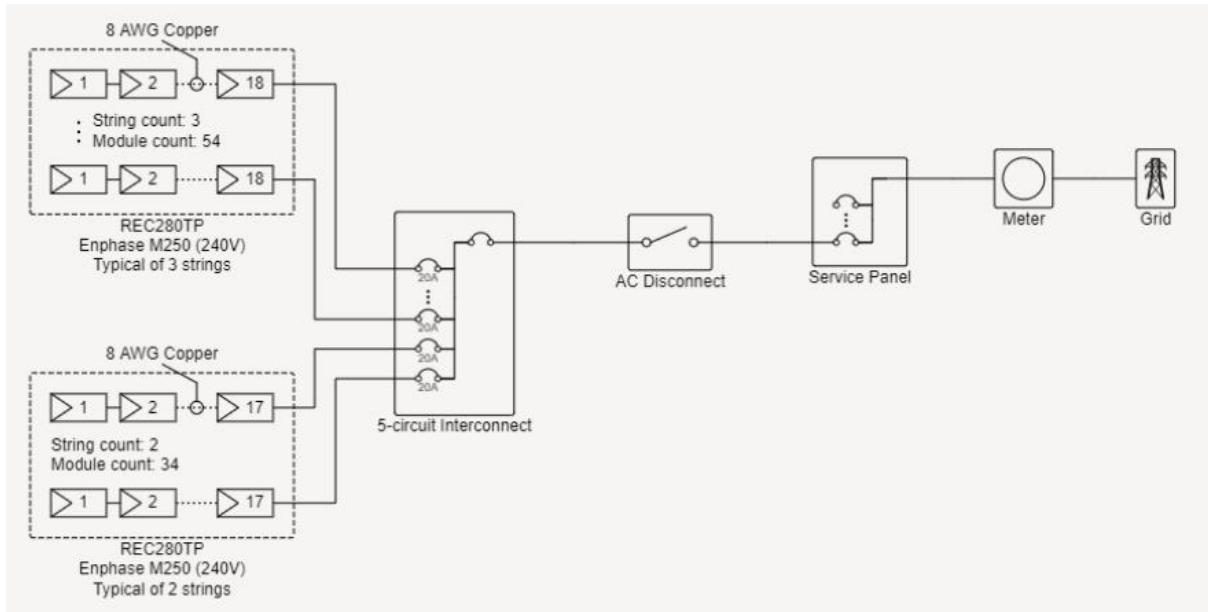 8 AWG Copper
1
2
18
String count: 3
Module count: 54
1
2
18
REC280TP
Enphase M250 (240V)
Typical of 3 strings
8 AWG Copper
1
2
17
String count: 2
Module count: 34
1
2
17
REC280TP
Enphase M250 (240V)
Typical of 2 strings
20A
20A
20A
20A
5-circuit Interconnect
AC Disconnect
Service Panel
Meter
Grid